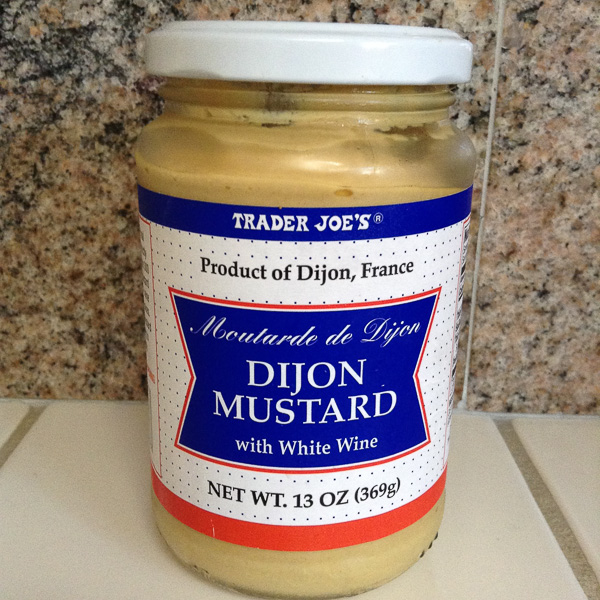 TRADER JOE'S®
Product of Dijon, France
Moutarde de Dijon
DIJON
MUSTARD
with White Wine
NET WT. 13 OZ (369g)